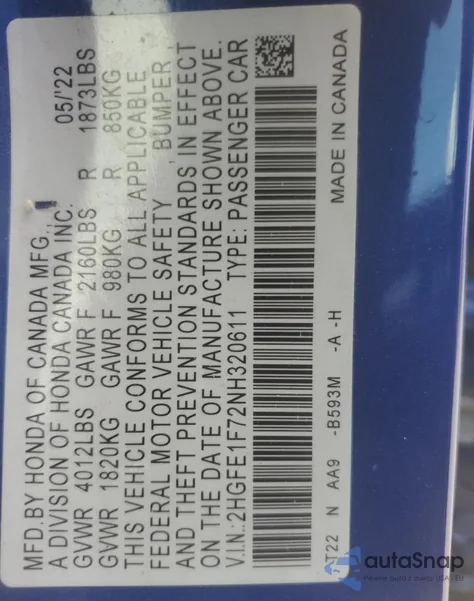 MFD.BY HONDA OF CANADA MFG., 05/'22
A DIVISION OF HONDA CANADA INC.
GVWR 4012LBS GAWR F 2160LBS R 1873LBS
GVWR 1820KG GAWR F 980KG R 850KG
THIS VEHICLE CONFORMS TO ALL APPLICABLE
FEDERAL MOTOR VEHICLE SAFETY, BUMPER
AND THEFT PREVENTION STANDARDS IN EFFECT
ON THE DATE OF MANUFACTURE SHOWN ABOVE.
V.I.N.:2HGFE1F72NH320611 TYPE: PASSENGER CAR
T22 N AA9 -B593M -A -H MADE IN CANADA
autaSnap